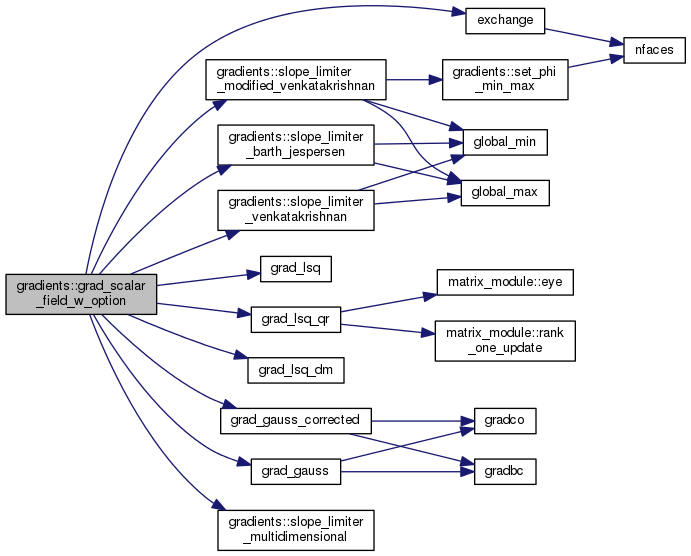 exchange
nfaces
gradients::slope_limiter
_modified_venkatakrishnan
gradients::set_phi
_min_max
gradients::slope_limiter
_barth_jespersen
global_min
global_max
gradients::slope_limiter
_venkatakrishnan
gradients::grad_scalar
_field_w_option
grad_lsq
matrix_module::eye
grad_lsq_qr
matrix_module::rank
_one_update
grad_lsq_dm
grad_gauss_corrected
gradco
grad_gauss
gradbc
gradients::slope_limiter
_multidimensional